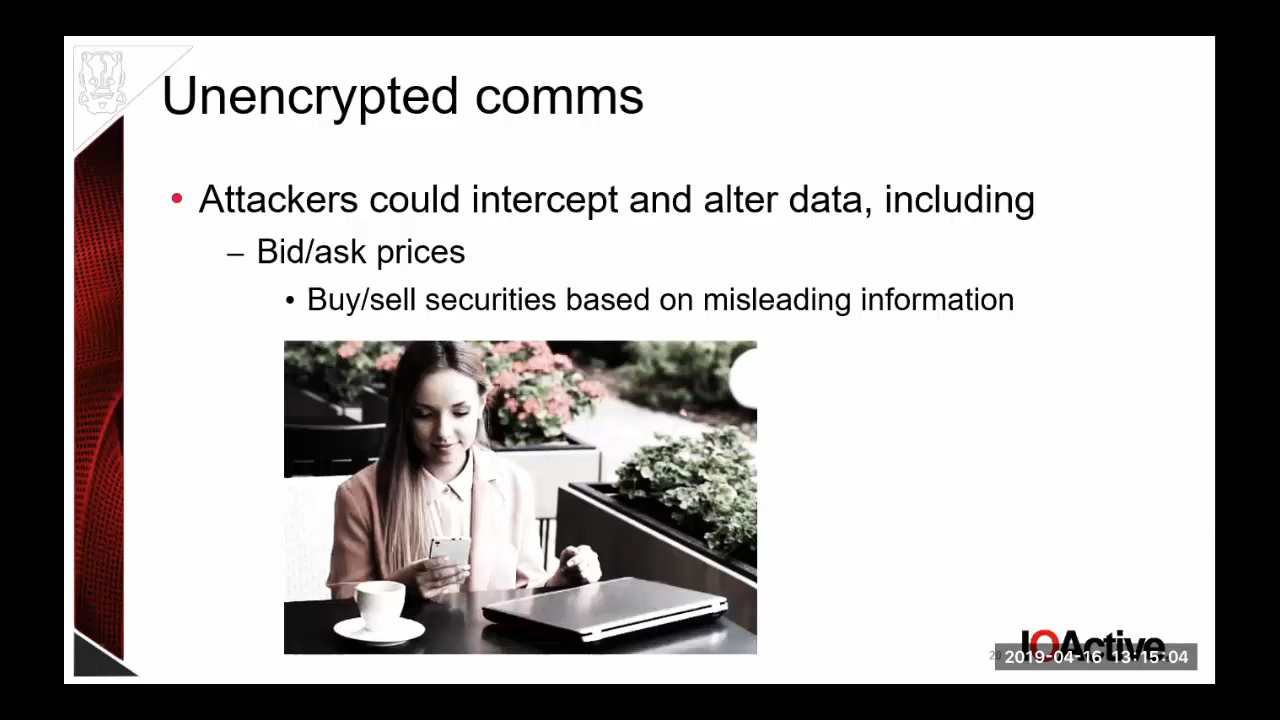 Unencrypted comms
• Attackers could intercept and alter data, including
– Bid/ask prices
• Buy/sell securities based on misleading information
IOActive
20
2019-04-16 13:15:04